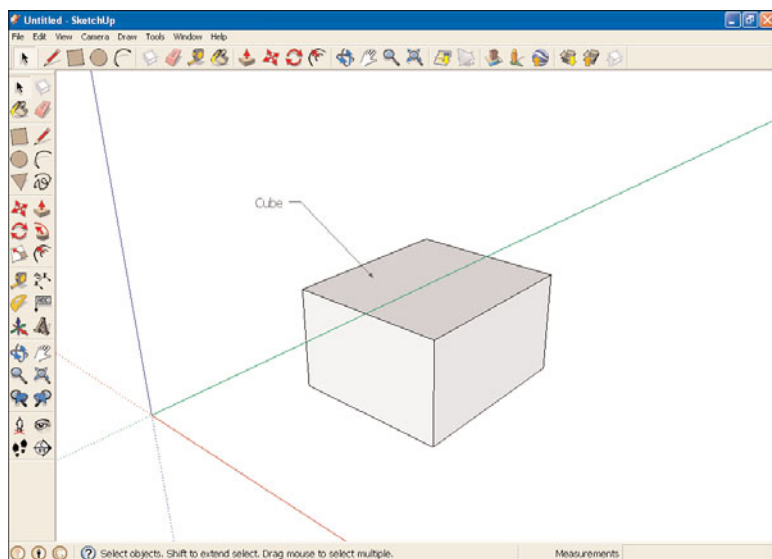 Untitled - SketchUp
File Edit View Camera Draw Tools Window Help
Cube
Select objects. Shift to extend select. Drag mouse to select multiple.
Measurements